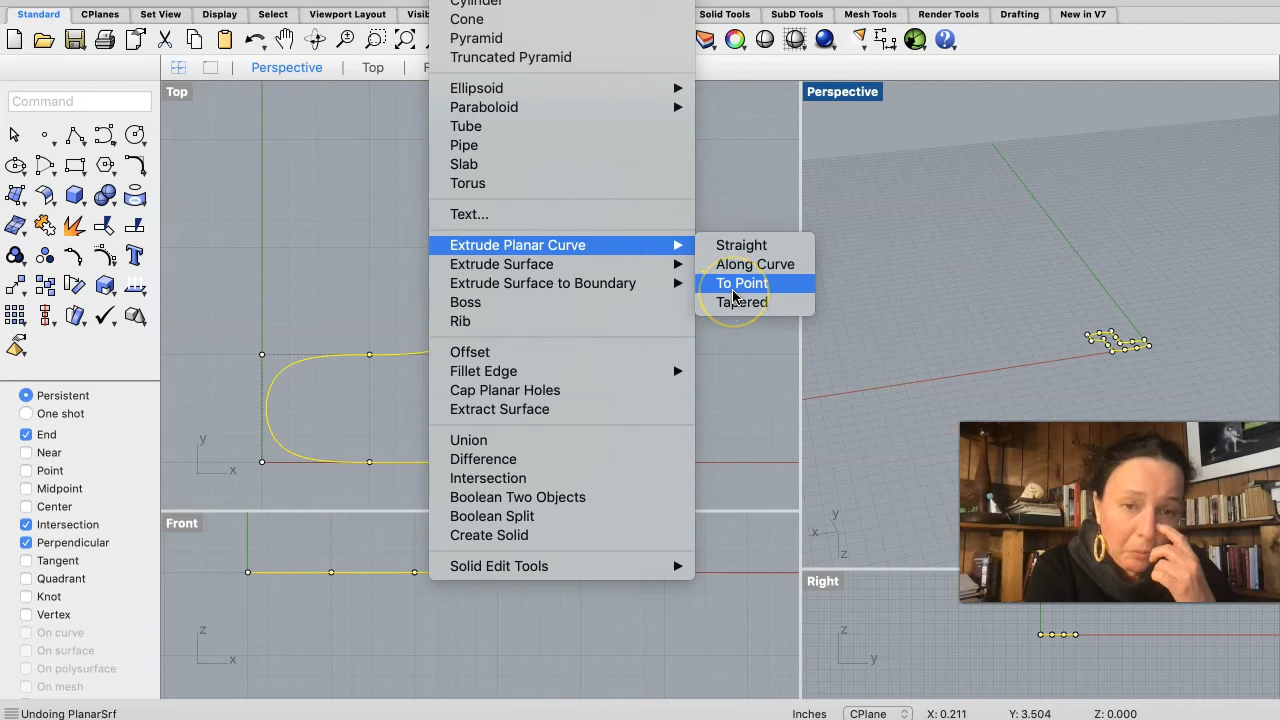 Standard
CPlanes
Set View
Display
Select
Viewport Layout
Solid Tools
SubD Tools
Mesh Tools
Render Tools
Drafting
New in V7
Perspective
Top
Command
Top
Perspective
Cone
Pyramid
Truncated Pyramid
Ellipsoid
Paraboloid
Tube
Pipe
Slab
Torus
Text...
Extrude Planar Curve
Extrude Surface
Extrude Surface to Boundary
Boss
Rib
Offset
Fillet Edge
Cap Planar Holes
Extract Surface
Union
Difference
Intersection
Boolean Two Objects
Boolean Split
Create Solid
Solid Edit Tools
Straight
Along Curve
To Point
Tapered
Persistent
One shot
End
Near
Point
Midpoint
Center
Intersection
Perpendicular
Tangent
Quadrant
Knot
Vertex
On curve
On surface
On polysurface
On mesh
y
x
Front
z
x
y
x
z
Right
z
y
Undoing PlanarSrf
Inches
CPlane
X: 0.211
Y: 3.504
Z: 0.000